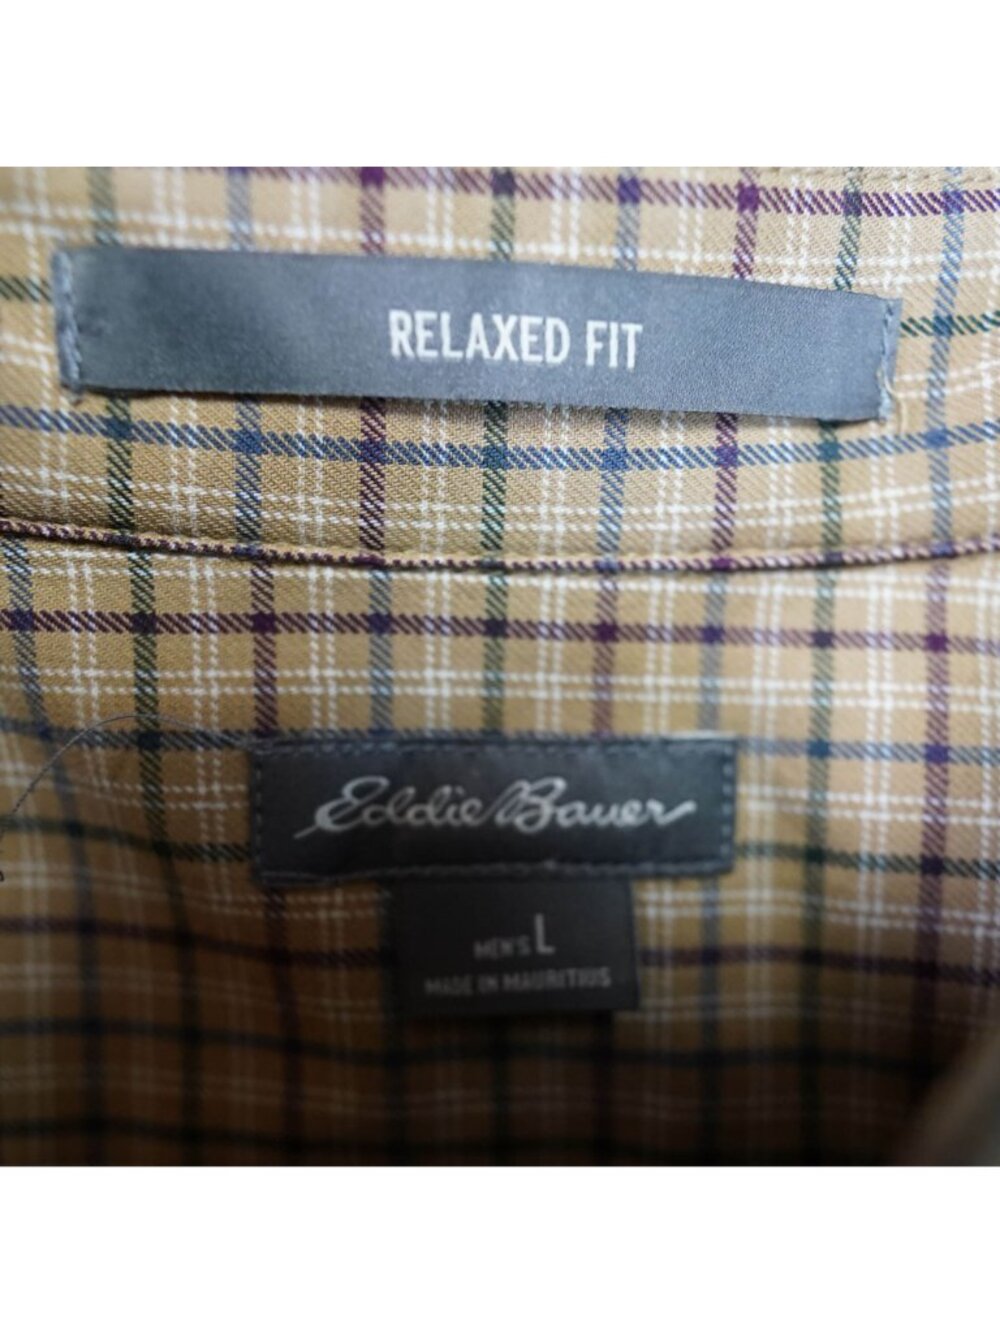 RELAXED FIT
Eddie Bauer
MEN'S L
MADE IN MAURITIUS